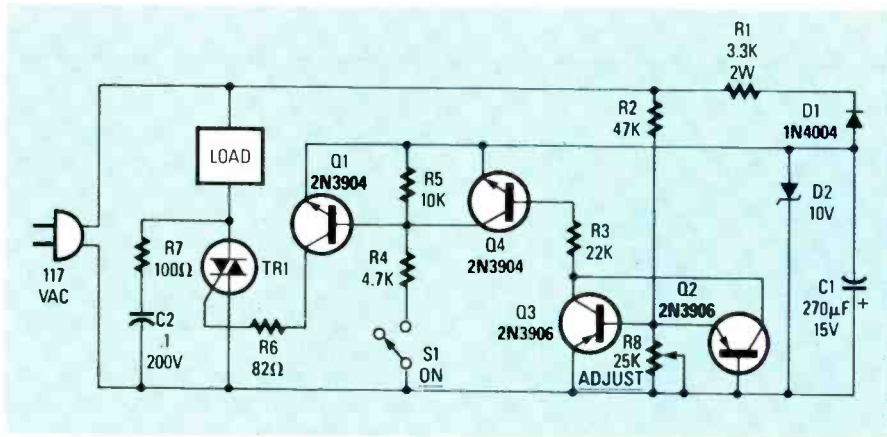 R1
3.3K
2W
R2
47K
D1
1N4004
LOAD
Q1
2N3904
R5
10K
D2
10V
R7
100Ω
TR1
R4
4.7K
Q4
2N3904
R3
22K
117
VAC
Q3
2N3906
Q2
2N3906
C1
270µF
15V
+
C2
.1
200V
R6
82Ω
S1
ON
R8
25K
ADJUST